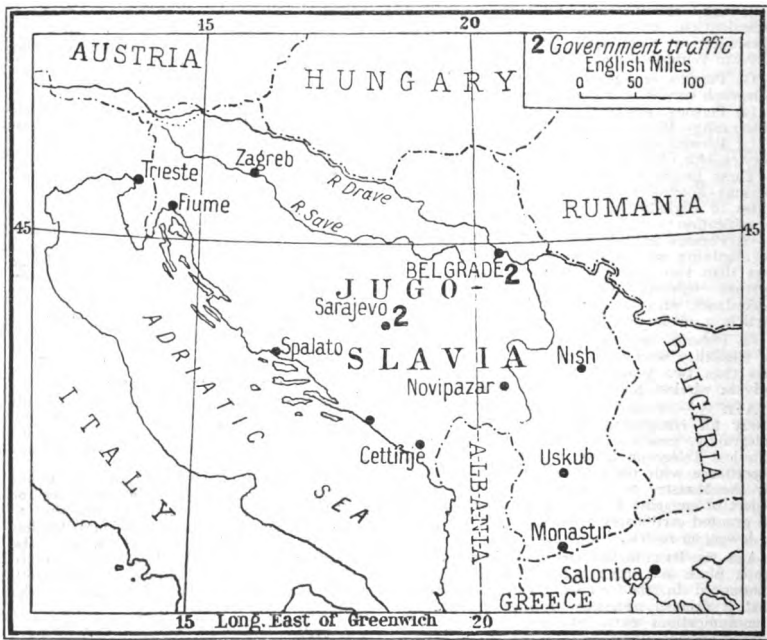 15
20
2 Government traffic
English Miles
0 50 100
AUSTRIA
HUNGARY
Zagreb
Trieste
R. Drave
Fiume
R. Save
RUMANIA
45
45
BELGRADE 2
JUGO-
Sarajevo 2
SLAVIA
Spalato
Nish
Novipazar
ADRIATIC
SEA
ITALY
BULGARIA
Cettinje
ALBANIA
Uskub
Monastir
Salonica
GREECE
15
Long. East of Greenwich
20